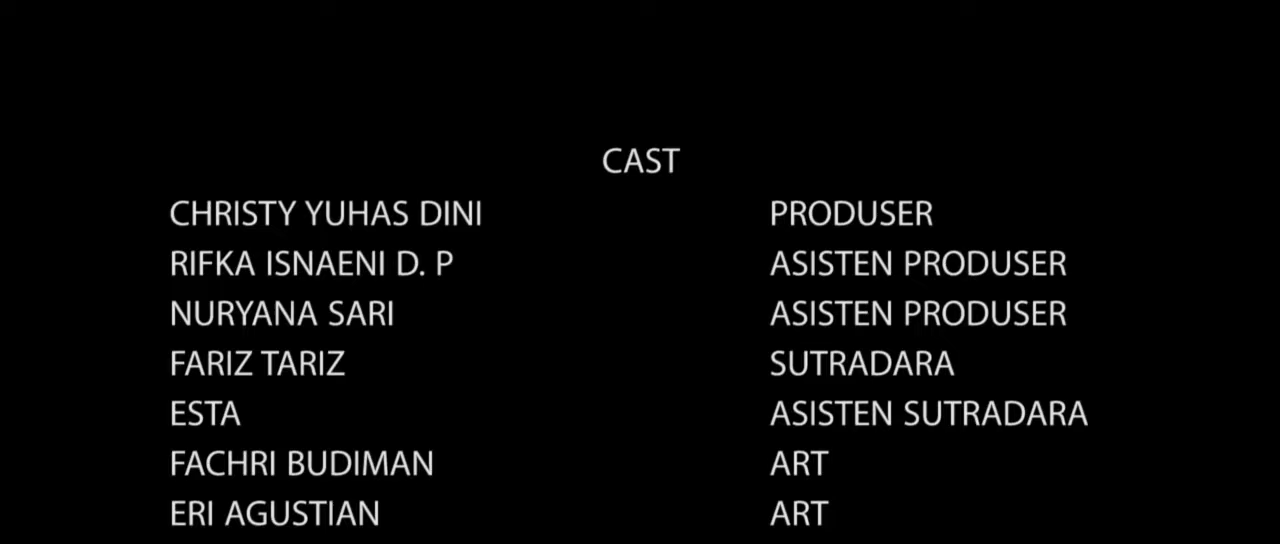 CAST
CHRISTY YUHAS DINI PRODUSER
RIFKA ISNAENI D. P ASISTEN PRODUSER
NURYANA SARI ASISTEN PRODUSER
FARIZ TARIZ SUTRADARA
ESTA ASISTEN SUTRADARA
FACHRI BUDIMAN ART
ERI AGUSTIAN ART